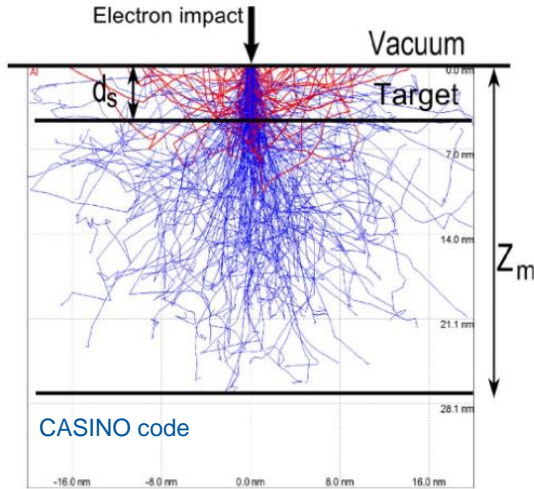 Electron impact
Vacuum
Al
0.0 nm
ds
Target
7.0 nm
14.0 nm
Zm
21.1 nm
28.1 nm
CASINO code
-16.0 nm
-8.0 nm
0.0 nm
8.0 nm
16.0 nm